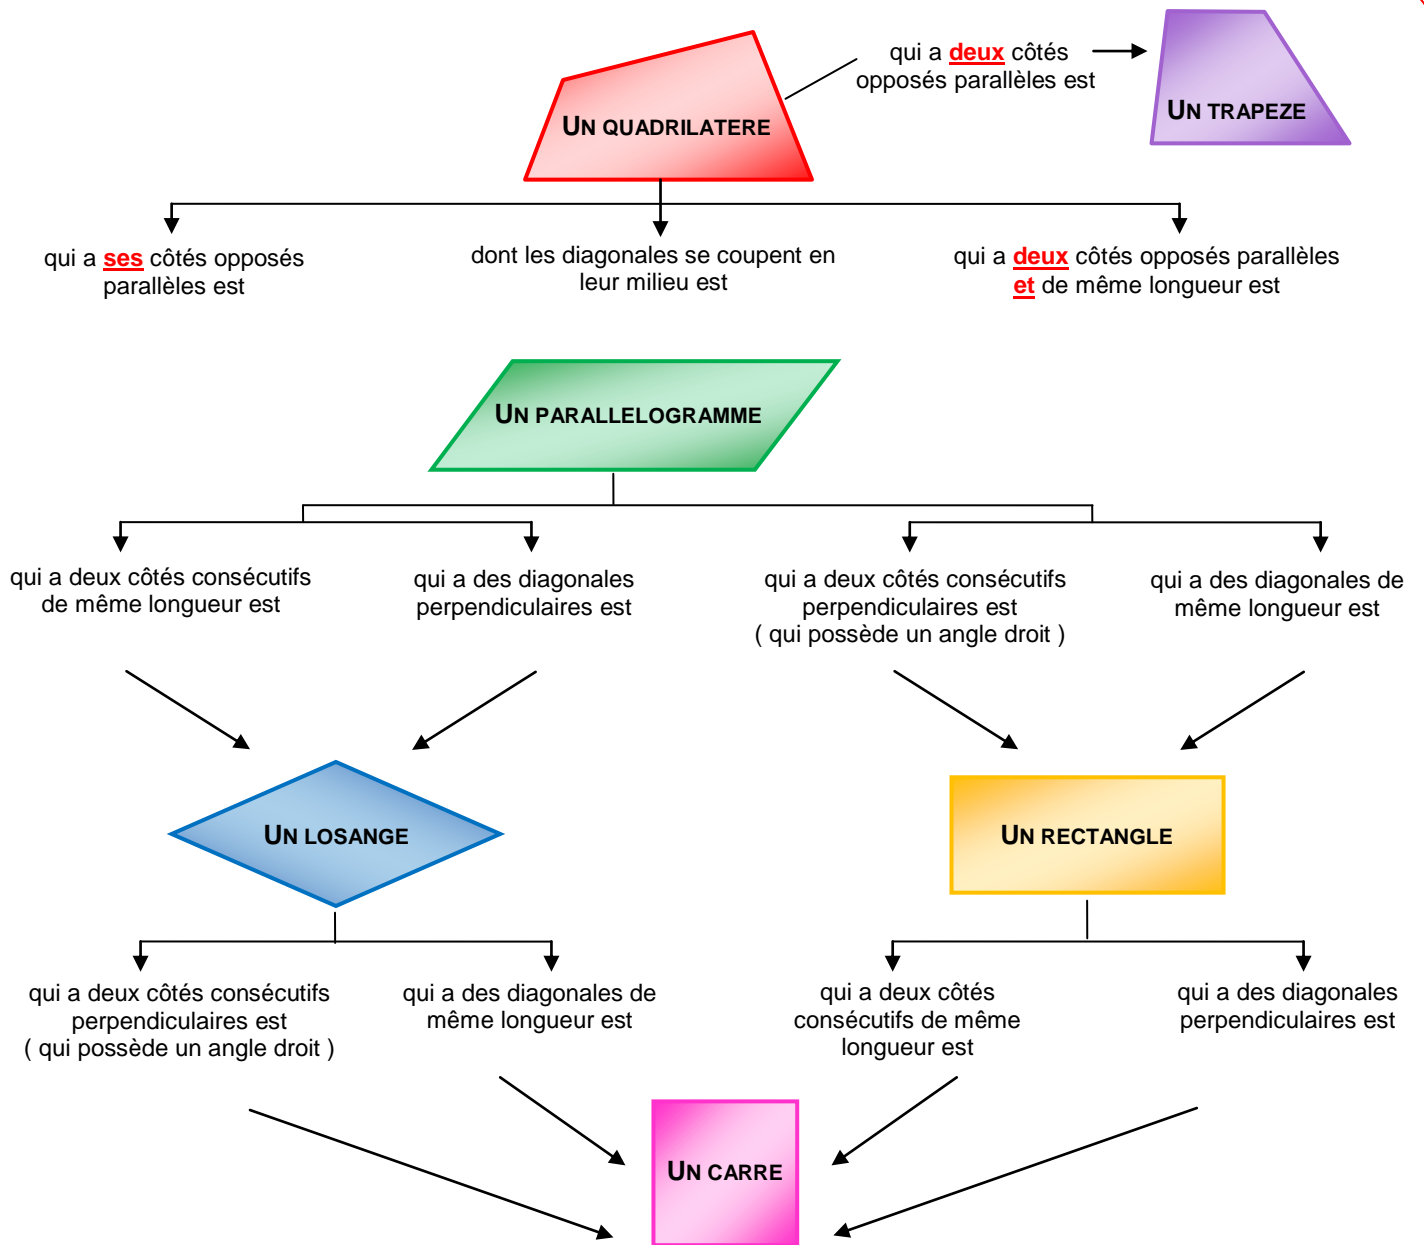 qui a deux côtés
opposés parallèles est
UN TRAPEZE
UN QUADRILATERE
qui a ses côtés opposés
parallèles est
dont les diagonales se coupent en
leur milieu est
qui a deux côtés opposés parallèles
et de même longueur est
UN PARALLELOGRAMME
qui a deux côtés consécutifs
de même longueur est
qui a des diagonales
perpendiculaires est
qui a deux côtés consécutifs
perpendiculaires est
( qui possède un angle droit )
qui a des diagonales de
même longueur est
UN LOSANGE
UN RECTANGLE
qui a deux côtés consécutifs
perpendiculaires est
( qui possède un angle droit )
qui a des diagonales de
même longueur est
qui a deux côtés
consécutifs de même
longueur est
qui a des diagonales
perpendiculaires est
UN CARRE